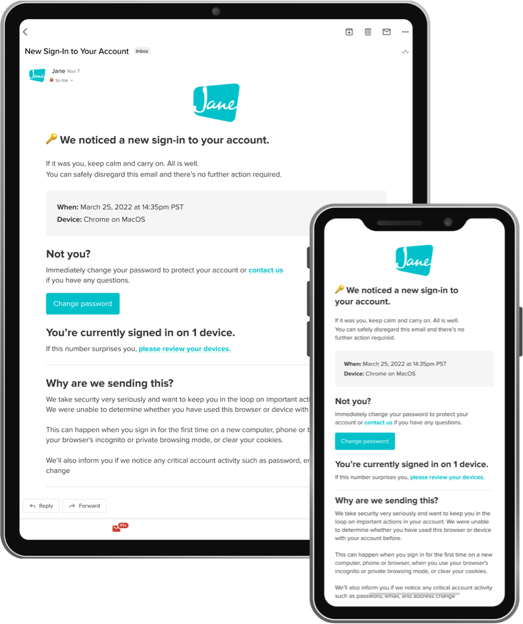 New Sign-In to Your Account Inbox
Jane Nov 7
Jane
to me
Jane
We noticed a new sign-in to your account.
If it was you, keep calm and carry on. All is well.
You can safely disregard this email and there's no further action required.
When: March 25, 2022 at 14:35pm PST
Device: Chrome on MacOS
Not you?
Immediately change your password to protect your account or contact us
if you have any questions.
Change password
You're currently signed in on 1 device.
If this number surprises you, please review your devices.
Why are we sending this?
We take security very seriously and want to keep you in the loop on important acti
We were unable to determine whether you have used this browser or device with
This can happen when you sign in for the first time on a new computer, phone or b
your browser's incognito or private browsing mode, or clear your cookies.
We'll also inform you if we notice any critical account activity such as password, em
change
Reply
Forward
99+
Jane
We noticed a new sign-in to
your account.
If it was you, keep calm and carry on. All is well.
You can safely disregard this email and there's no
further action required.
When: March 25, 2022 at 14:35pm PST
Device: Chrome on MacOS
Not you?
Immediately change your password to protect your
account or contact us if you have any questions.
Change password
You're currently signed in on 1 device.
If this number surprises you, please review your devices.
Why are we sending this?
We take security very seriously and want to keep you in the
loop on important actions in your account. We were unable
to determine whether you have used this browser or device
with your account before.
This can happen when you sign in for the first time on a new
computer, phone or browser, when you use your browser's
incognito or private browsing mode, or clear your cookies.
We'll also inform you if we notice any critical account activity
such as password, email, and address change